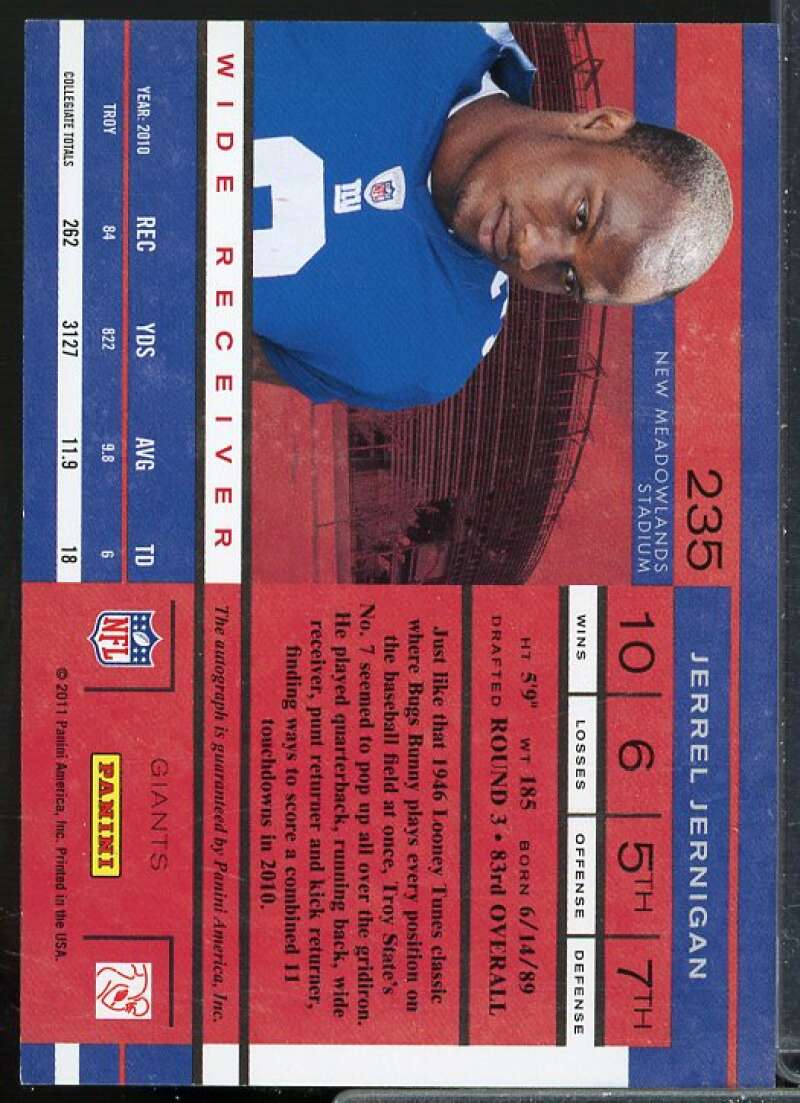 235
JERREL JERNIGAN
NEW MEADOWLANDS
STADIUM
10 6 5TH 7TH
WINS LOSSES OFFENSE DEFENSE
HT 5'9" WT 185 BORN 6/14/89
DRAFTED ROUND 3 • 83rd OVERALL
Just like that 1946 Looney Tunes classic
where Bugs Bunny plays every position on
the baseball field at once, Troy State's
No. 7 seemed to pop up all over the gridiron.
He played quarterback, running back, wide
receiver, punt returner and kick returner,
finding ways to score a combined 11
touchdowns in 2010.
NFL
NY
WIDE RECEIVER
The autograph is guaranteed by Panini America, Inc.
YEAR: 2010 REC YDS AVG TD
TROY 84 822 9.8 6
COLLEGIATE TOTALS 262 3127 11.9 18
NFL
GIANTS
PANINI
© 2011 Panini America, Inc. Printed in the USA.